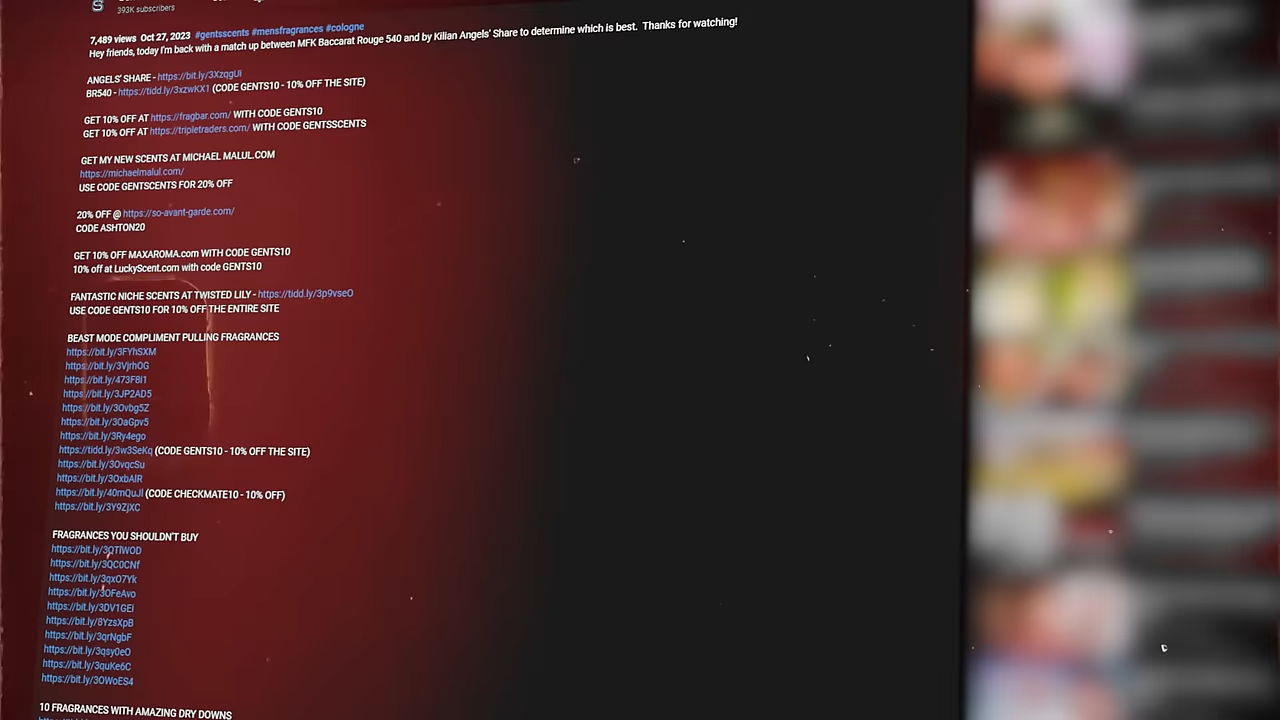 393K subscribers
7,489 views Oct 27, 2023 #gentsscents #mensfragrances #cologne
Hey friends, today I'm back with a match up between MFK Baccarat Rouge 540 and by Kilian Angels' Share to determine which is best. Thanks for watching!
ANGELS' SHARE - https://bit.ly/3XzqgUi
BR540 - https://tidd.ly/3xzwKX1 (CODE GENTS10 - 10% OFF THE SITE)
GET 10% OFF AT https://fragbar.com/ WITH CODE GENTS10
GET 10% OFF AT https://tripletraders.com/ WITH CODE GENTSSCENTS
GET MY NEW SCENTS AT MICHAEL MALUL.COM
https://michaelmalul.com/
USE CODE GENTSCENTS FOR 20% OFF
20% OFF @ https://so-avant-garde.com/
CODE ASHTON20
GET 10% OFF MAXAROMA.com WITH CODE GENTS10
10% off at LuckyScent.com with code GENTS10
FANTASTIC NICHE SCENTS AT TWISTED LILY - https://tidd.ly/3p9vseO
USE CODE GENTS10 FOR 10% OFF THE ENTIRE SITE
BEAST MODE COMPLIMENT PULLING FRAGRANCES
https://bit.ly/3FYhSXM
https://bit.ly/3VjrhOG
https://bit.ly/473F8I1
https://bit.ly/3JP2AD5
https://bit.ly/3Ovbg5Z
https://bit.ly/3OaGpv5
https://bit.ly/3Ry4ego
https://tidd.ly/3w3SeKq (CODE GENTS10 - 10% OFF THE SITE)
https://bit.ly/3OvqcSu
https://bit.ly/3OxbAlR
https://bit.ly/40mQuJl (CODE CHECKMATE10 - 10% OFF)
https://bit.ly/3Y9ZjXC
FRAGRANCES YOU SHOULDN'T BUY
https://bit.ly/3QTlWOD
https://bit.ly/3QC0CNf
https://bit.ly/3qxO7Yk
https://bit.ly/3OFeAvo
https://bit.ly/3DV1GEi
https://bit.ly/8YzsXpB
https://bit.ly/3qrNgbF
https://bit.ly/3qsy0eO
https://bit.ly/3quKe6C
https://bit.ly/3OWoES4
10 FRAGRANCES WITH AMAZING DRY DOWNS